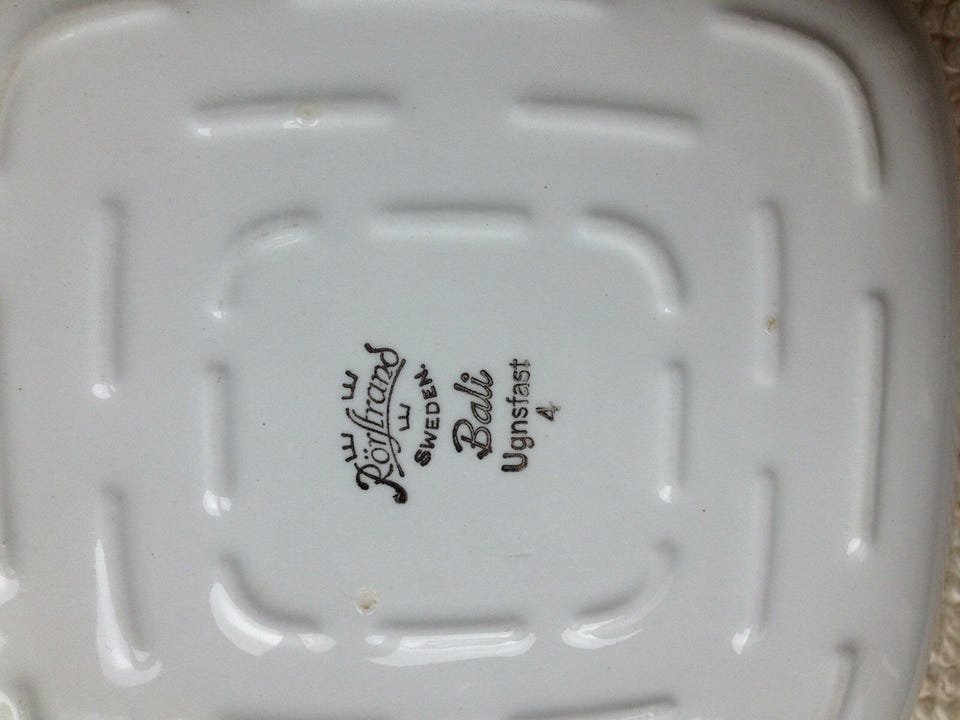 Rörstrand
SWEDEN.
Bali
Ugnsfast
4